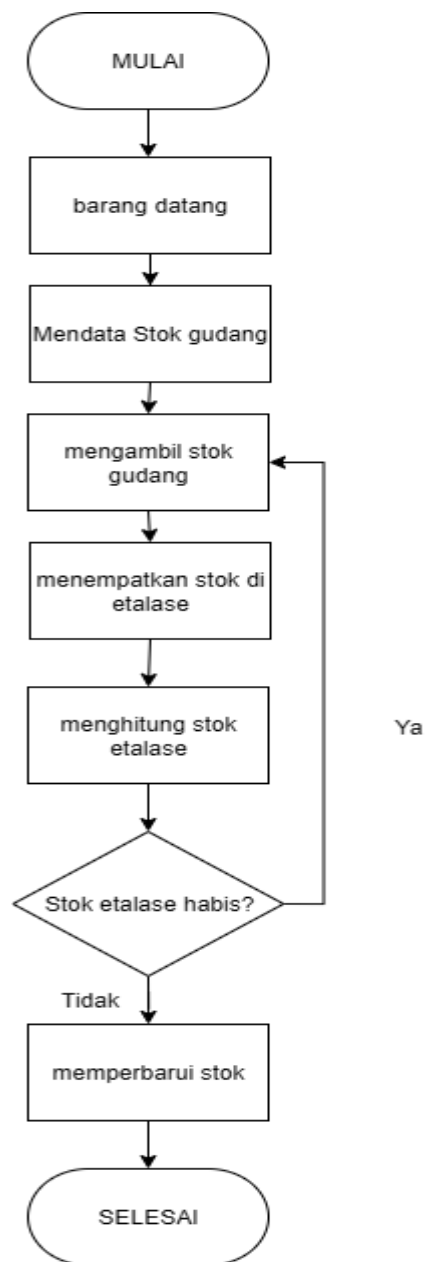 MULAI
barang datang
Mendata Stok gudang
mengambil stok
gudang
menempatkan stok di
etalase
menghitung stok
etalase
Ya
Stok etalase habis?
Tidak
memperbarui stok
SELESAI